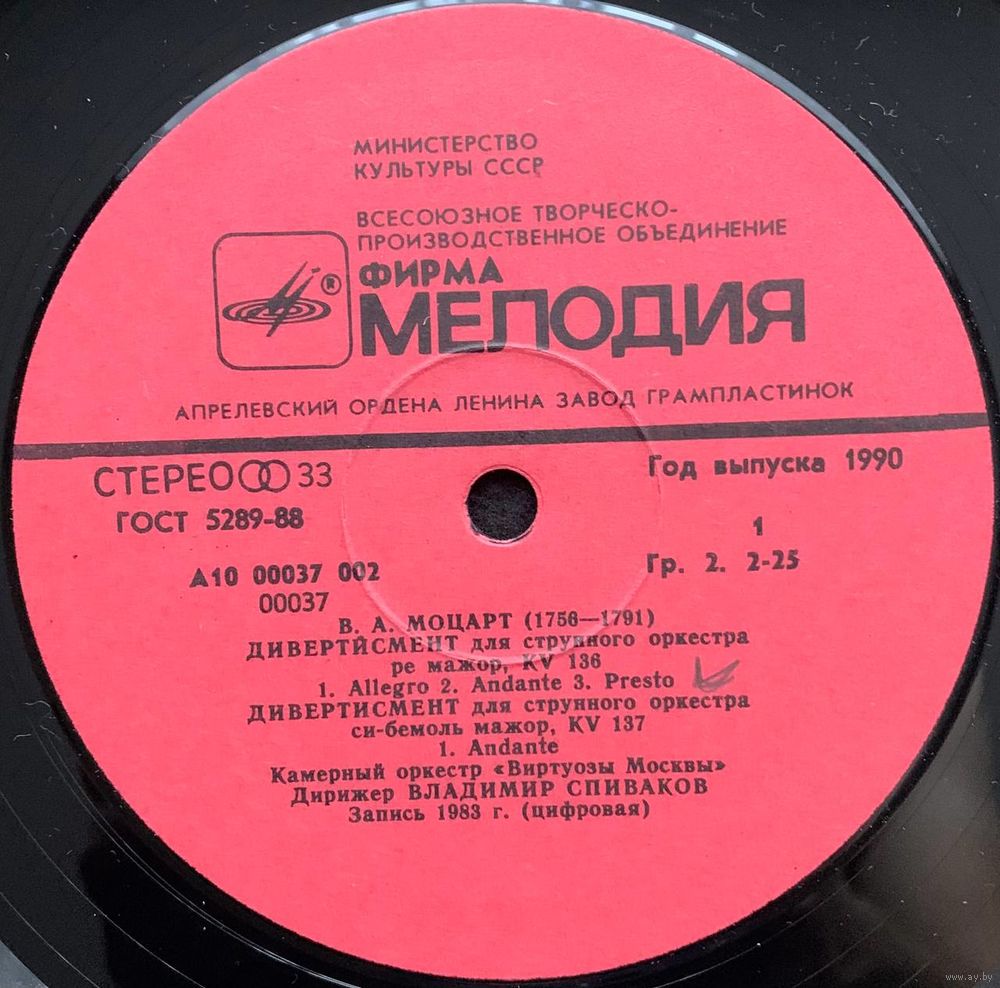 МИНИСТЕРСТВО
КУЛЬТУРЫ СССР
ВСЕСОЮЗНОЕ ТВОРЧЕСКО-
ПРОИЗВОДСТВЕННОЕ ОБЪЕДИНЕНИЕ
®
ФИРМА
МЕЛОДИЯ
АПРЕЛЕВСКИЙ ОРДЕНА ЛЕНИНА ЗАВОД ГРАМПЛАСТИНОК
СТЕРЕО 33
Год выпуска 1990
ГОСТ 5289-88
1
А10 00037 002
Гр. 2. 2-25
00037
В. А. МОЦАРТ (1756—1791)
ДИВЕРТИСМЕНТ для струнного оркестра
ре мажор, KV 136
1. Allegro 2. Andante 3. Presto
ДИВЕРТИСМЕНТ для струнного оркестра
си-бемоль мажор, KV 137
1. Andante
Камерный оркестр «Виртуозы Москвы»
Дирижер ВЛАДИМИР СПИВАКОВ
Запись 1983 г. (цифровая)
www.ay.by